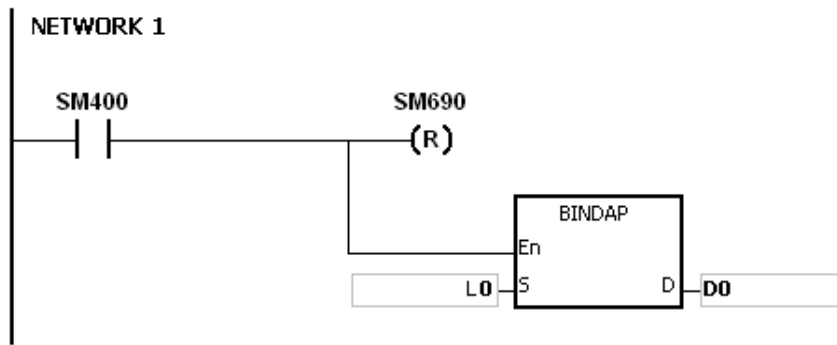 NETWORK 1
SM400
SM690
(R)
BINDAP
En
L0
S
D
D0